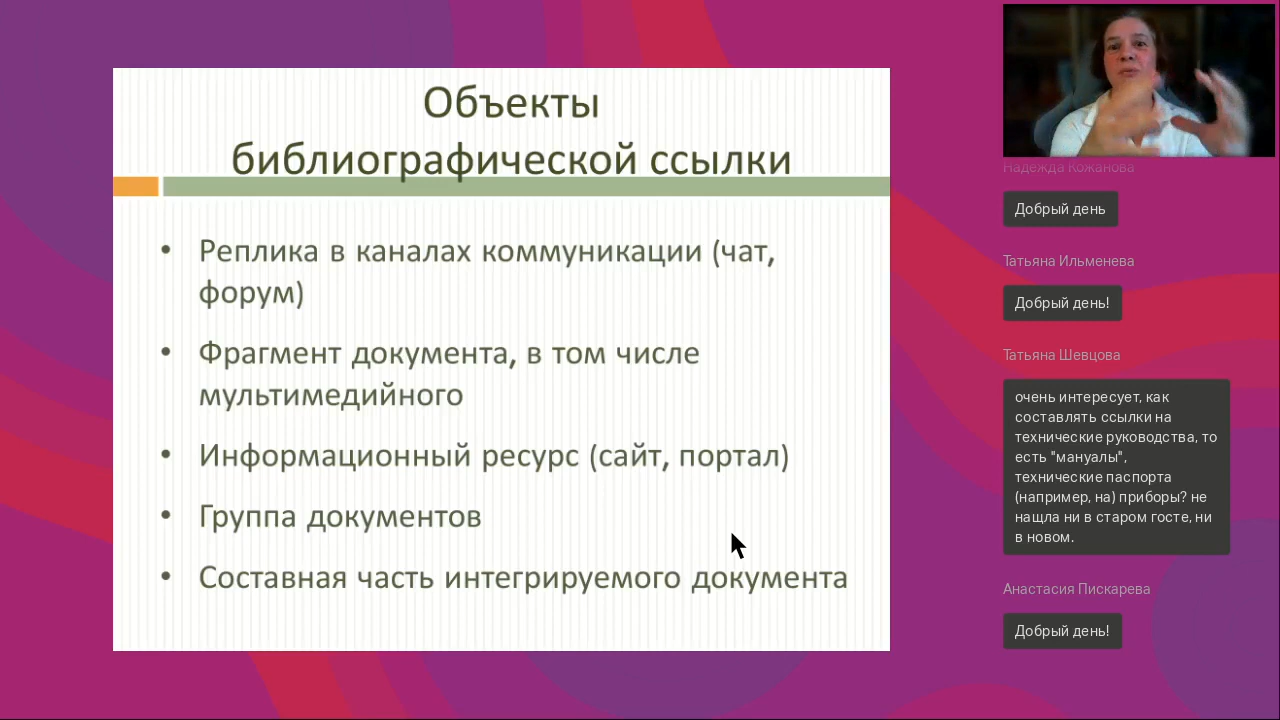 Объекты
библиографической ссылки
• Реплика в каналах коммуникации (чат,
форум)
• Фрагмент документа, в том числе
мультимедийного
• Информационный ресурс (сайт, портал)
• Группа документов
• Составная часть интегрируемого документа
Надежда Кожанова
Добрый день
Татьяна Ильменева
Добрый день!
Татьяна Шевцова
очень интересует, как
составлять ссылки на
технические руководства, то
есть "мануалы",
технические паспорта
(например, на) приборы? не
нащла ни в старом госте, ни
в новом.
Анастасия Пискарева
Добрый день!